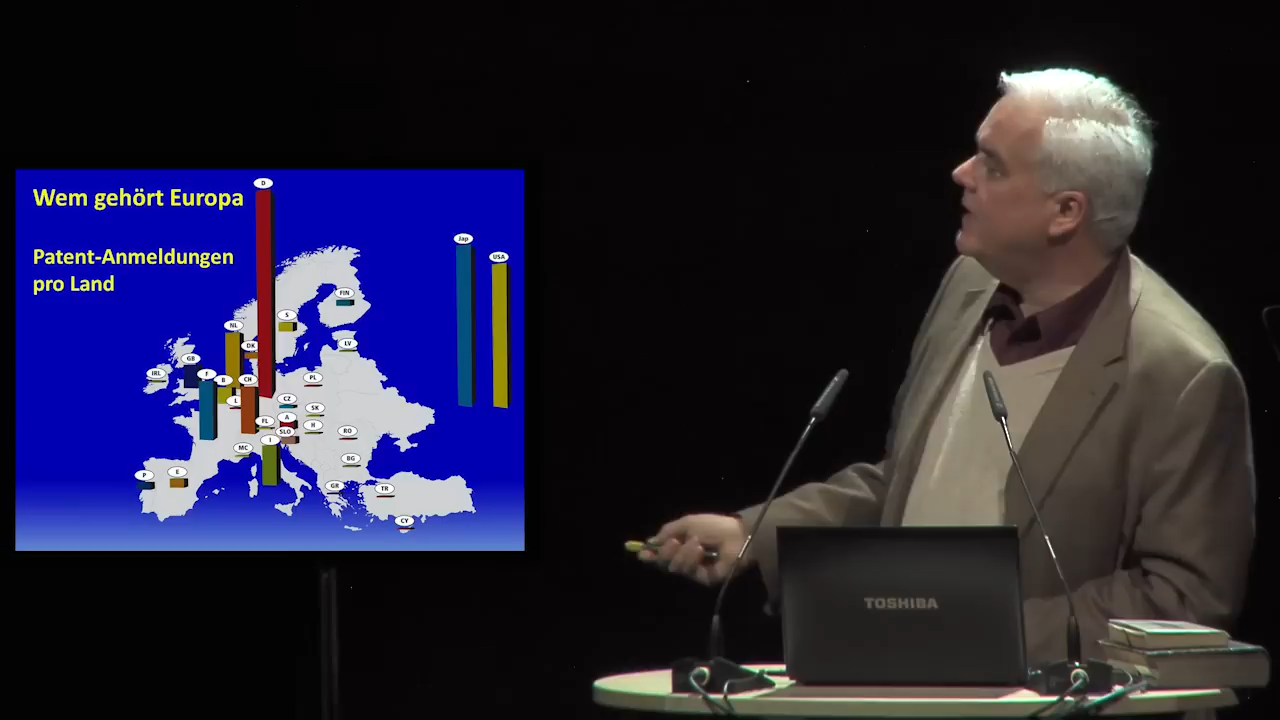 Wem gehört Europa
Patent-Anmeldungen
pro Land
D
Jap
USA
FIN
S
NL
DK
LV
GB
IRL
F
B
CH
PL
L
CZ
SK
FL
A
H
SLO
RO
I
MC
BG
P
E
GR
TR
CY
TOSHIBA